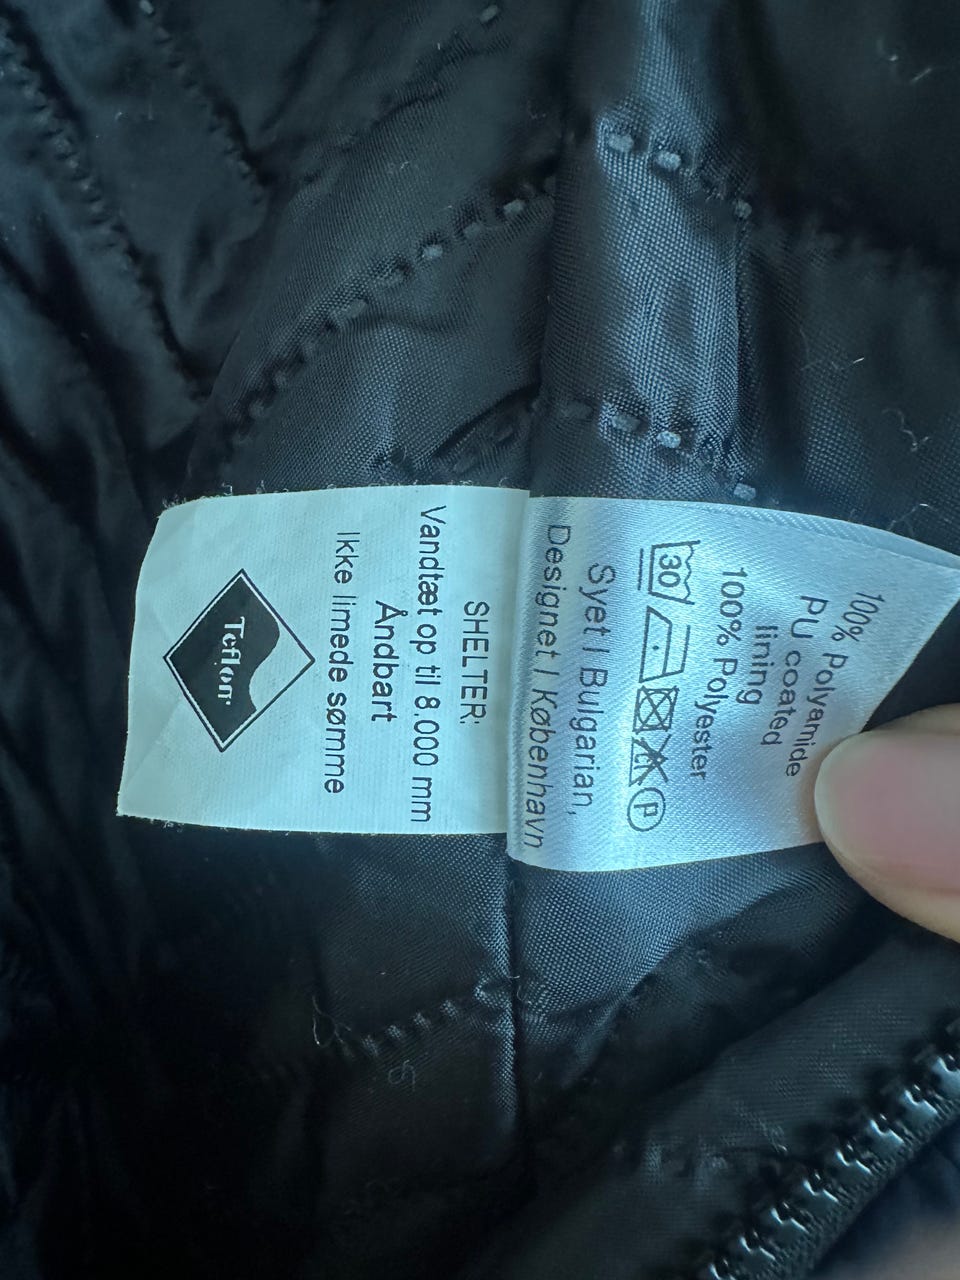 100% Polyamide
PU coated
lining
100% Polyester
30
P
Syet I Bulgarian,
Designet I København
SHELTER:
Vandtæt op til 8.000 mm
Åndbart
Ikke limede sømme
Teflon